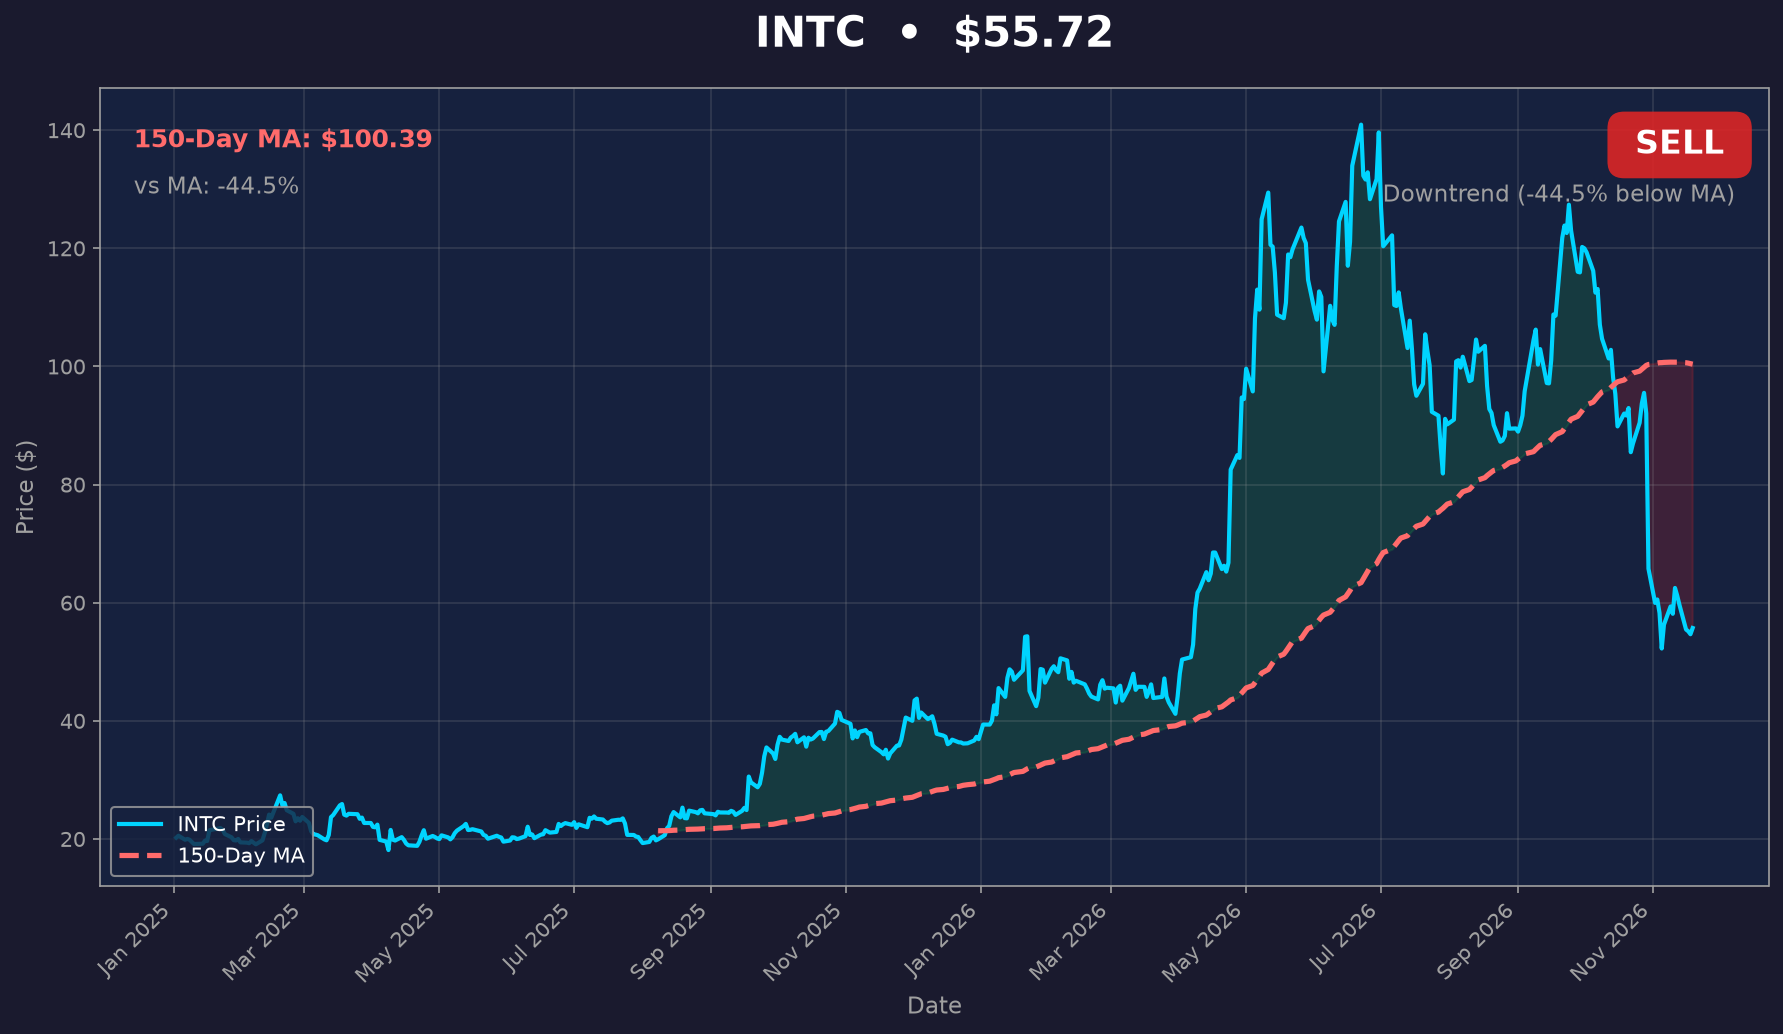 INTC • $55.72
150-Day MA: $100.39
SELL
vs MA: -44.5%
Downtrend (-44.5% below MA)
140
120
100
80
60
40
20
Price ($)
INTC Price
150-Day MA
Jan 2025
Mar 2025
May 2025
Jul 2025
Sep 2025
Nov 2025
Jan 2026
Mar 2026
May 2026
Jul 2026
Sep 2026
Nov 2026
Date